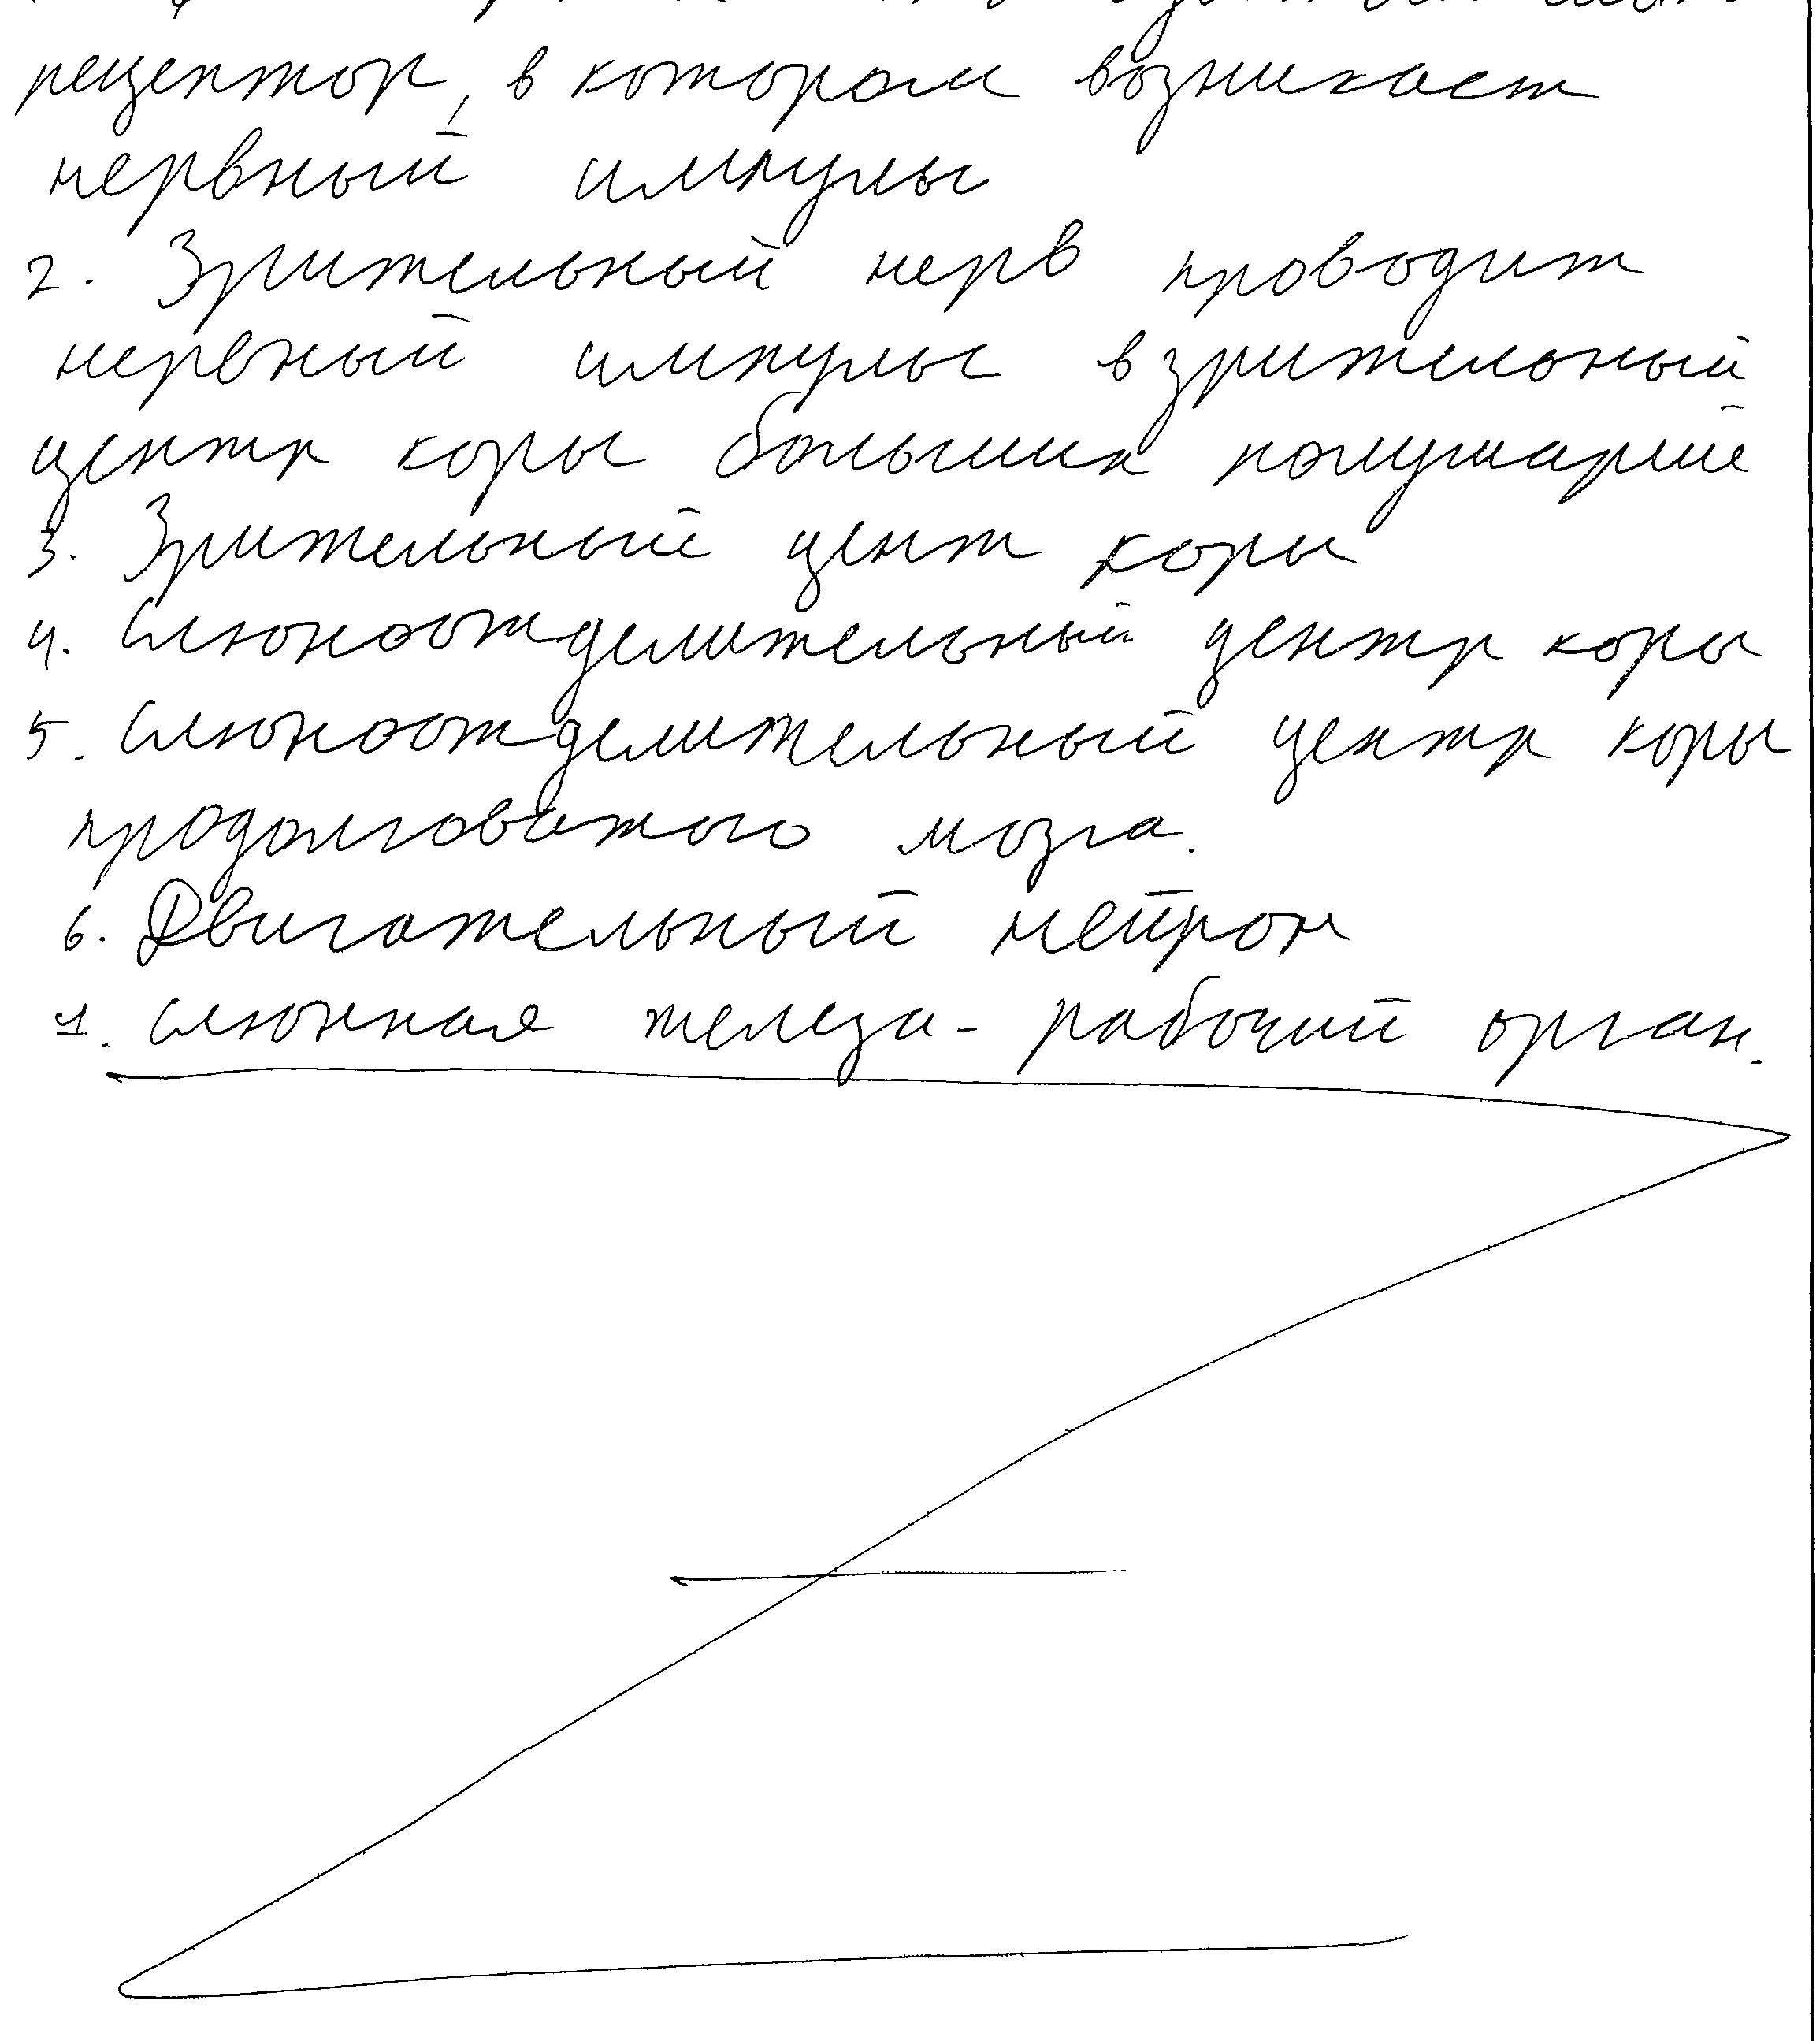 рецептор, в котором возникает
нервный импульс
2. Зрительный нерв проводит
нервный импульс в зрительный
центр коры больших полушарий
3. Зрительный цент коры
4. Слюноотделительный центр коры
5. Слюноотделительный центр коры
продолговатого мозга.
6. Двигательный нейрон
7. слюнная железа - рабочий орган.